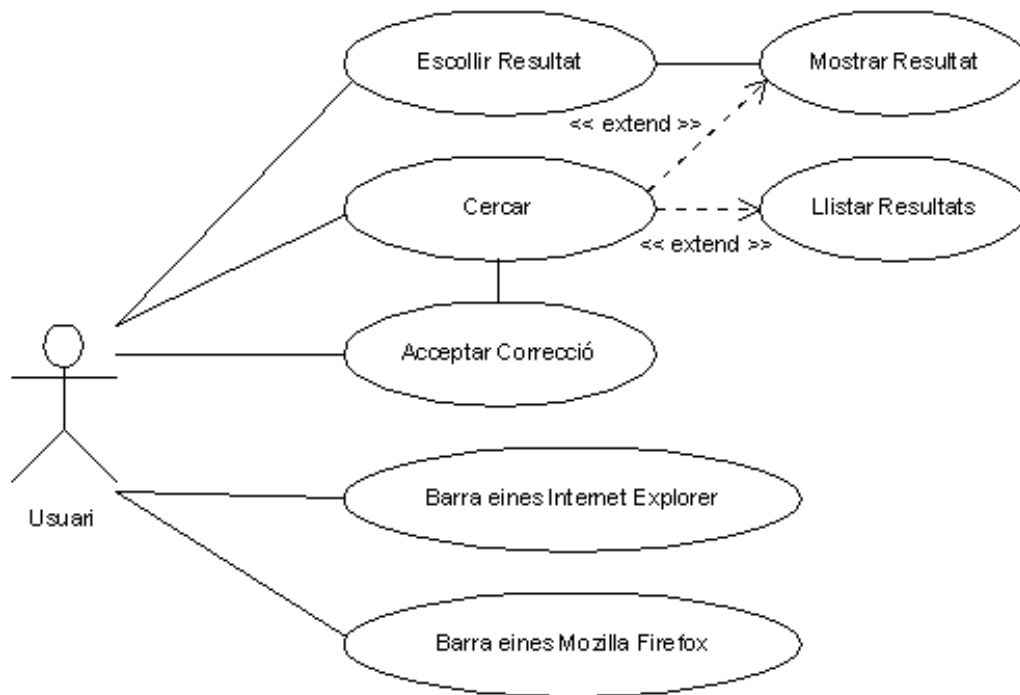 Escollir Resultat
Mostrar Resultat
<< extend >>
Cercar
Llistar Resultats
<< extend >>
Acceptar Correcció
Usuari
Barra eines Internet Explorer
Barra eines Mozilla Firefox